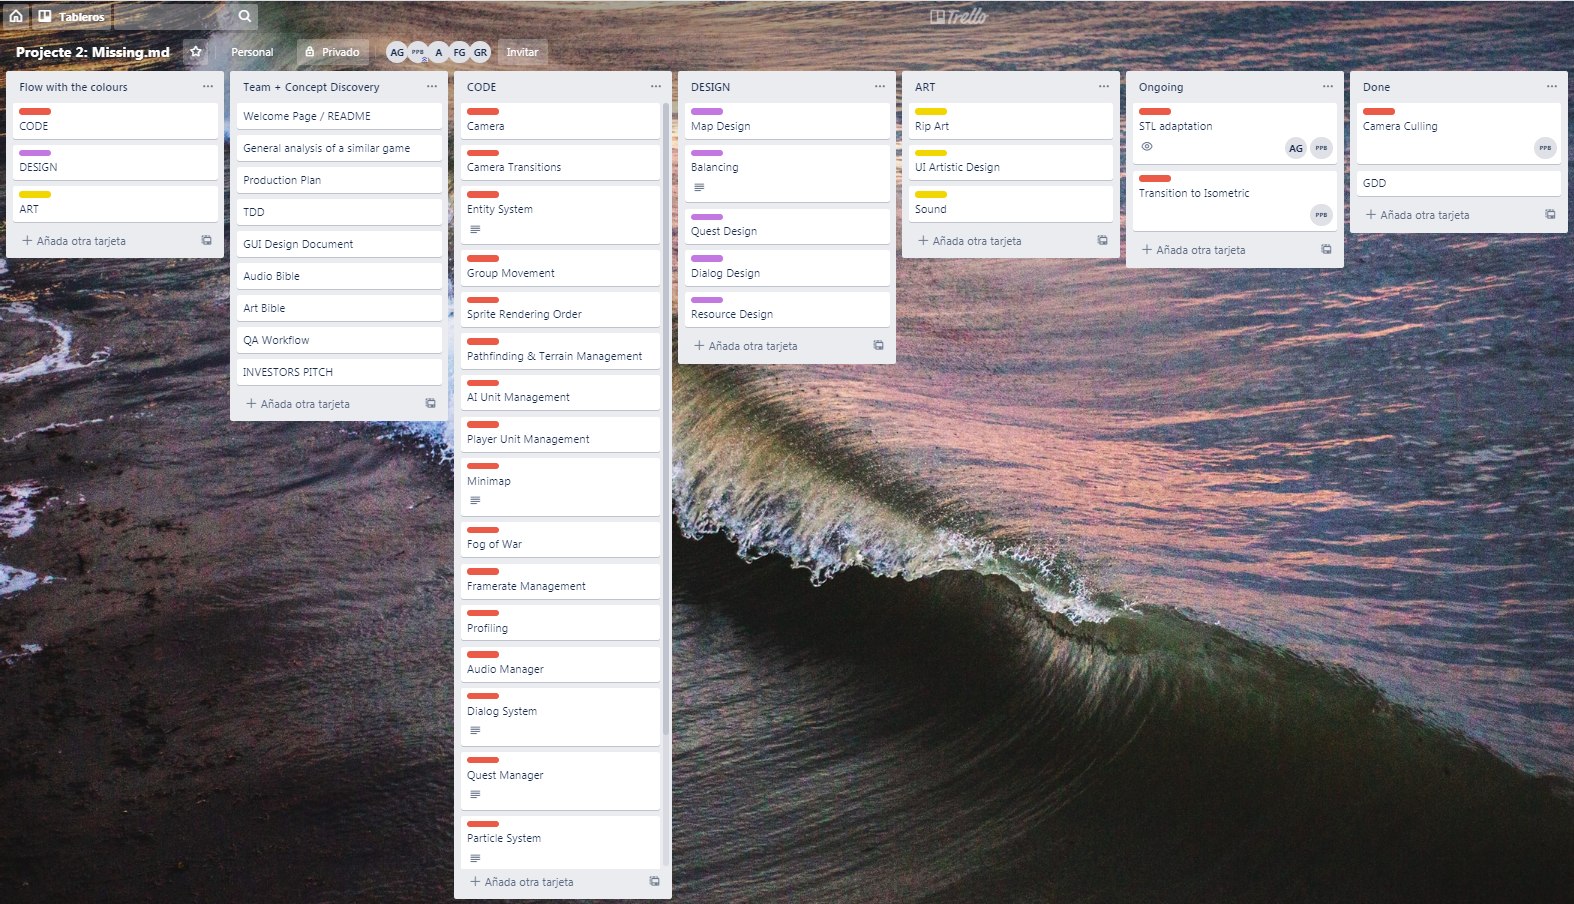 Tableros
Trello
Projecte 2: Missing.md
Personal
Privado
AG
PPB
A
FG
GR
Invitar
Flow with the colours
CODE
DESIGN
ART
Añada otra tarjeta
Team + Concept Discovery
Welcome Page / README
General analysis of a similar game
Production Plan
TDD
GUI Design Document
Audio Bible
Art Bible
QA Workflow
INVESTORS PITCH
Añada otra tarjeta
CODE
Camera
Camera Transitions
Entity System
Group Movement
Sprite Rendering Order
Pathfinding & Terrain Management
AI Unit Management
Player Unit Management
Minimap
Fog of War
Framerate Management
Profiling
Audio Manager
Dialog System
Quest Manager
Particle System
Añada otra tarjeta
DESIGN
Map Design
Balancing
Quest Design
Dialog Design
Resource Design
Añada otra tarjeta
ART
Rip Art
UI Artistic Design
Sound
Añada otra tarjeta
Ongoing
STL adaptation
AG
PPB
Transition to Isometric
PPB
Añada otra tarjeta
Done
Camera Culling
PPB
GDD
Añada otra tarjeta